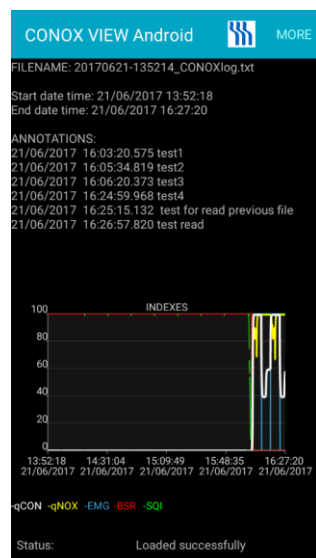 CONOX VIEW Android
MORE
FILENAME: 20170621-135214_CONOXlog.txt
Start date time: 21/06/2017 13:52:18
End date time: 21/06/2017 16:27:20
ANNOTATIONS:
21/06/2017 16:03:20.575 test1
21/06/2017 16:05:34.819 test2
21/06/2017 16:06:20.373 test3
21/06/2017 16:24:59.968 test4
21/06/2017 16:25:15.132 test for read previous file
21/06/2017 16:26:57.820 test read
INDEXES
100
80
60
40
20
0
13:52:18 14:31:04 15:09:49 15:48:35 16:27:20
21/06/2017 21/06/2017 21/06/2017 21/06/2017 21/06/2017
-qCON -qNOX -EMG -BSR -SQI
Status: Loaded successfully